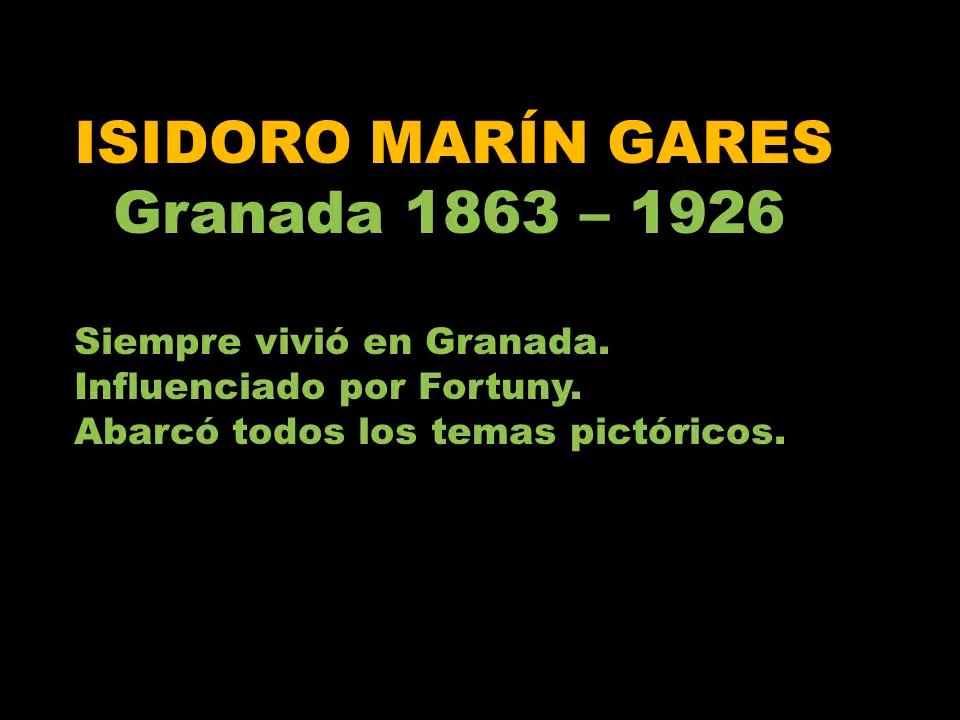 ISIDORO MARÍN GARES
Granada 1863 – 1926
Siempre vivió en Granada.
Influenciado por Fortuny.
Abarcó todos los temas pictóricos.